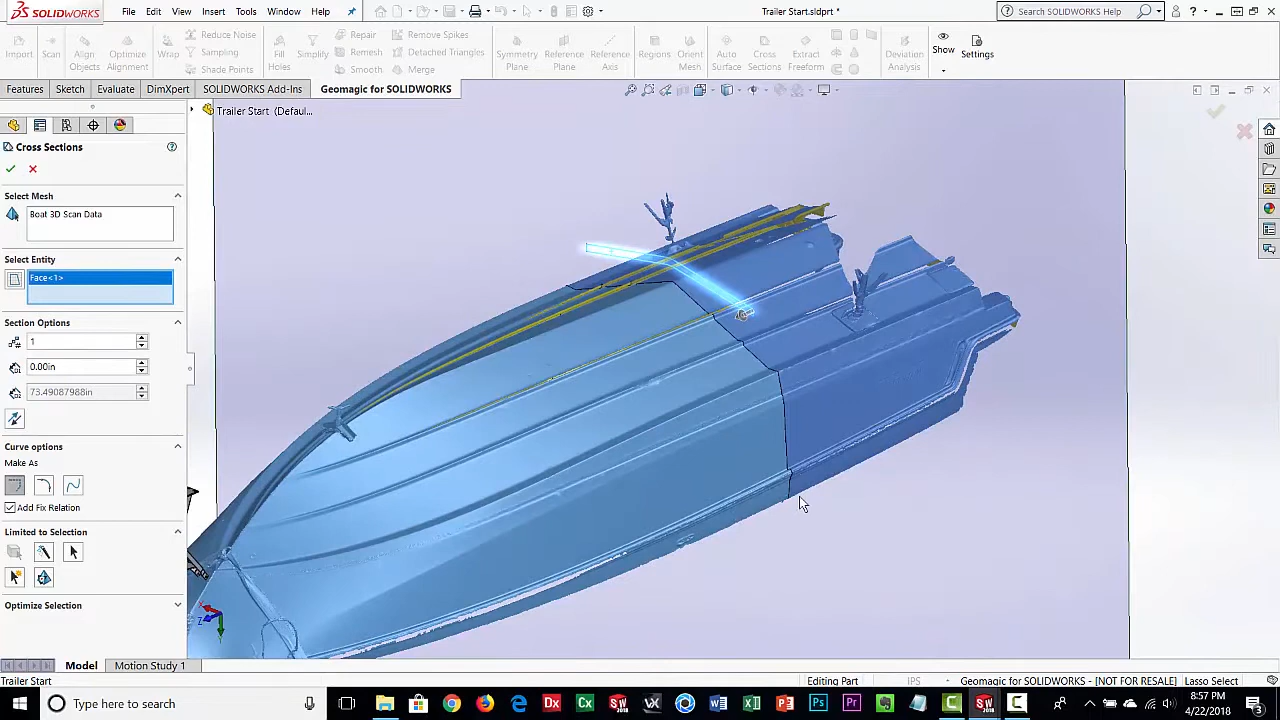 SOLIDWORKS File Edit View Insert Tools Window Help Trailer Start.sldprt * Search SOLIDWORKS Help
Import Scan Align Objects Optimize Alignment Reduce Noise Sampling Shade Points Wrap Fill Holes Simplify Repair Remesh Smooth Remove Spikes Detached Triangles Merge Symmetry Plane Reference Plane Reference Axis Regions Orient Mesh Auto Surface Cross Sections Extract Freeform Deviation Analysis Show Settings
Features Sketch Evaluate DimXpert SOLIDWORKS Add-Ins Geomagic for SOLIDWORKS
Trailer Start (Defaul...
Cross Sections
Select Mesh
Boat 3D Scan Data
Select Entity
Face<1>
Section Options
1
0.00in
73.49087988in
Curve options
Make As
Add Fix Relation
Limited to Selection
Optimize Selection
Z
Model Motion Study 1
Trailer Start Editing Part IPS Geomagic for SOLIDWORKS - [NOT FOR RESALE] Lasso Select
Type here to search 8:57 PM
4/22/2018